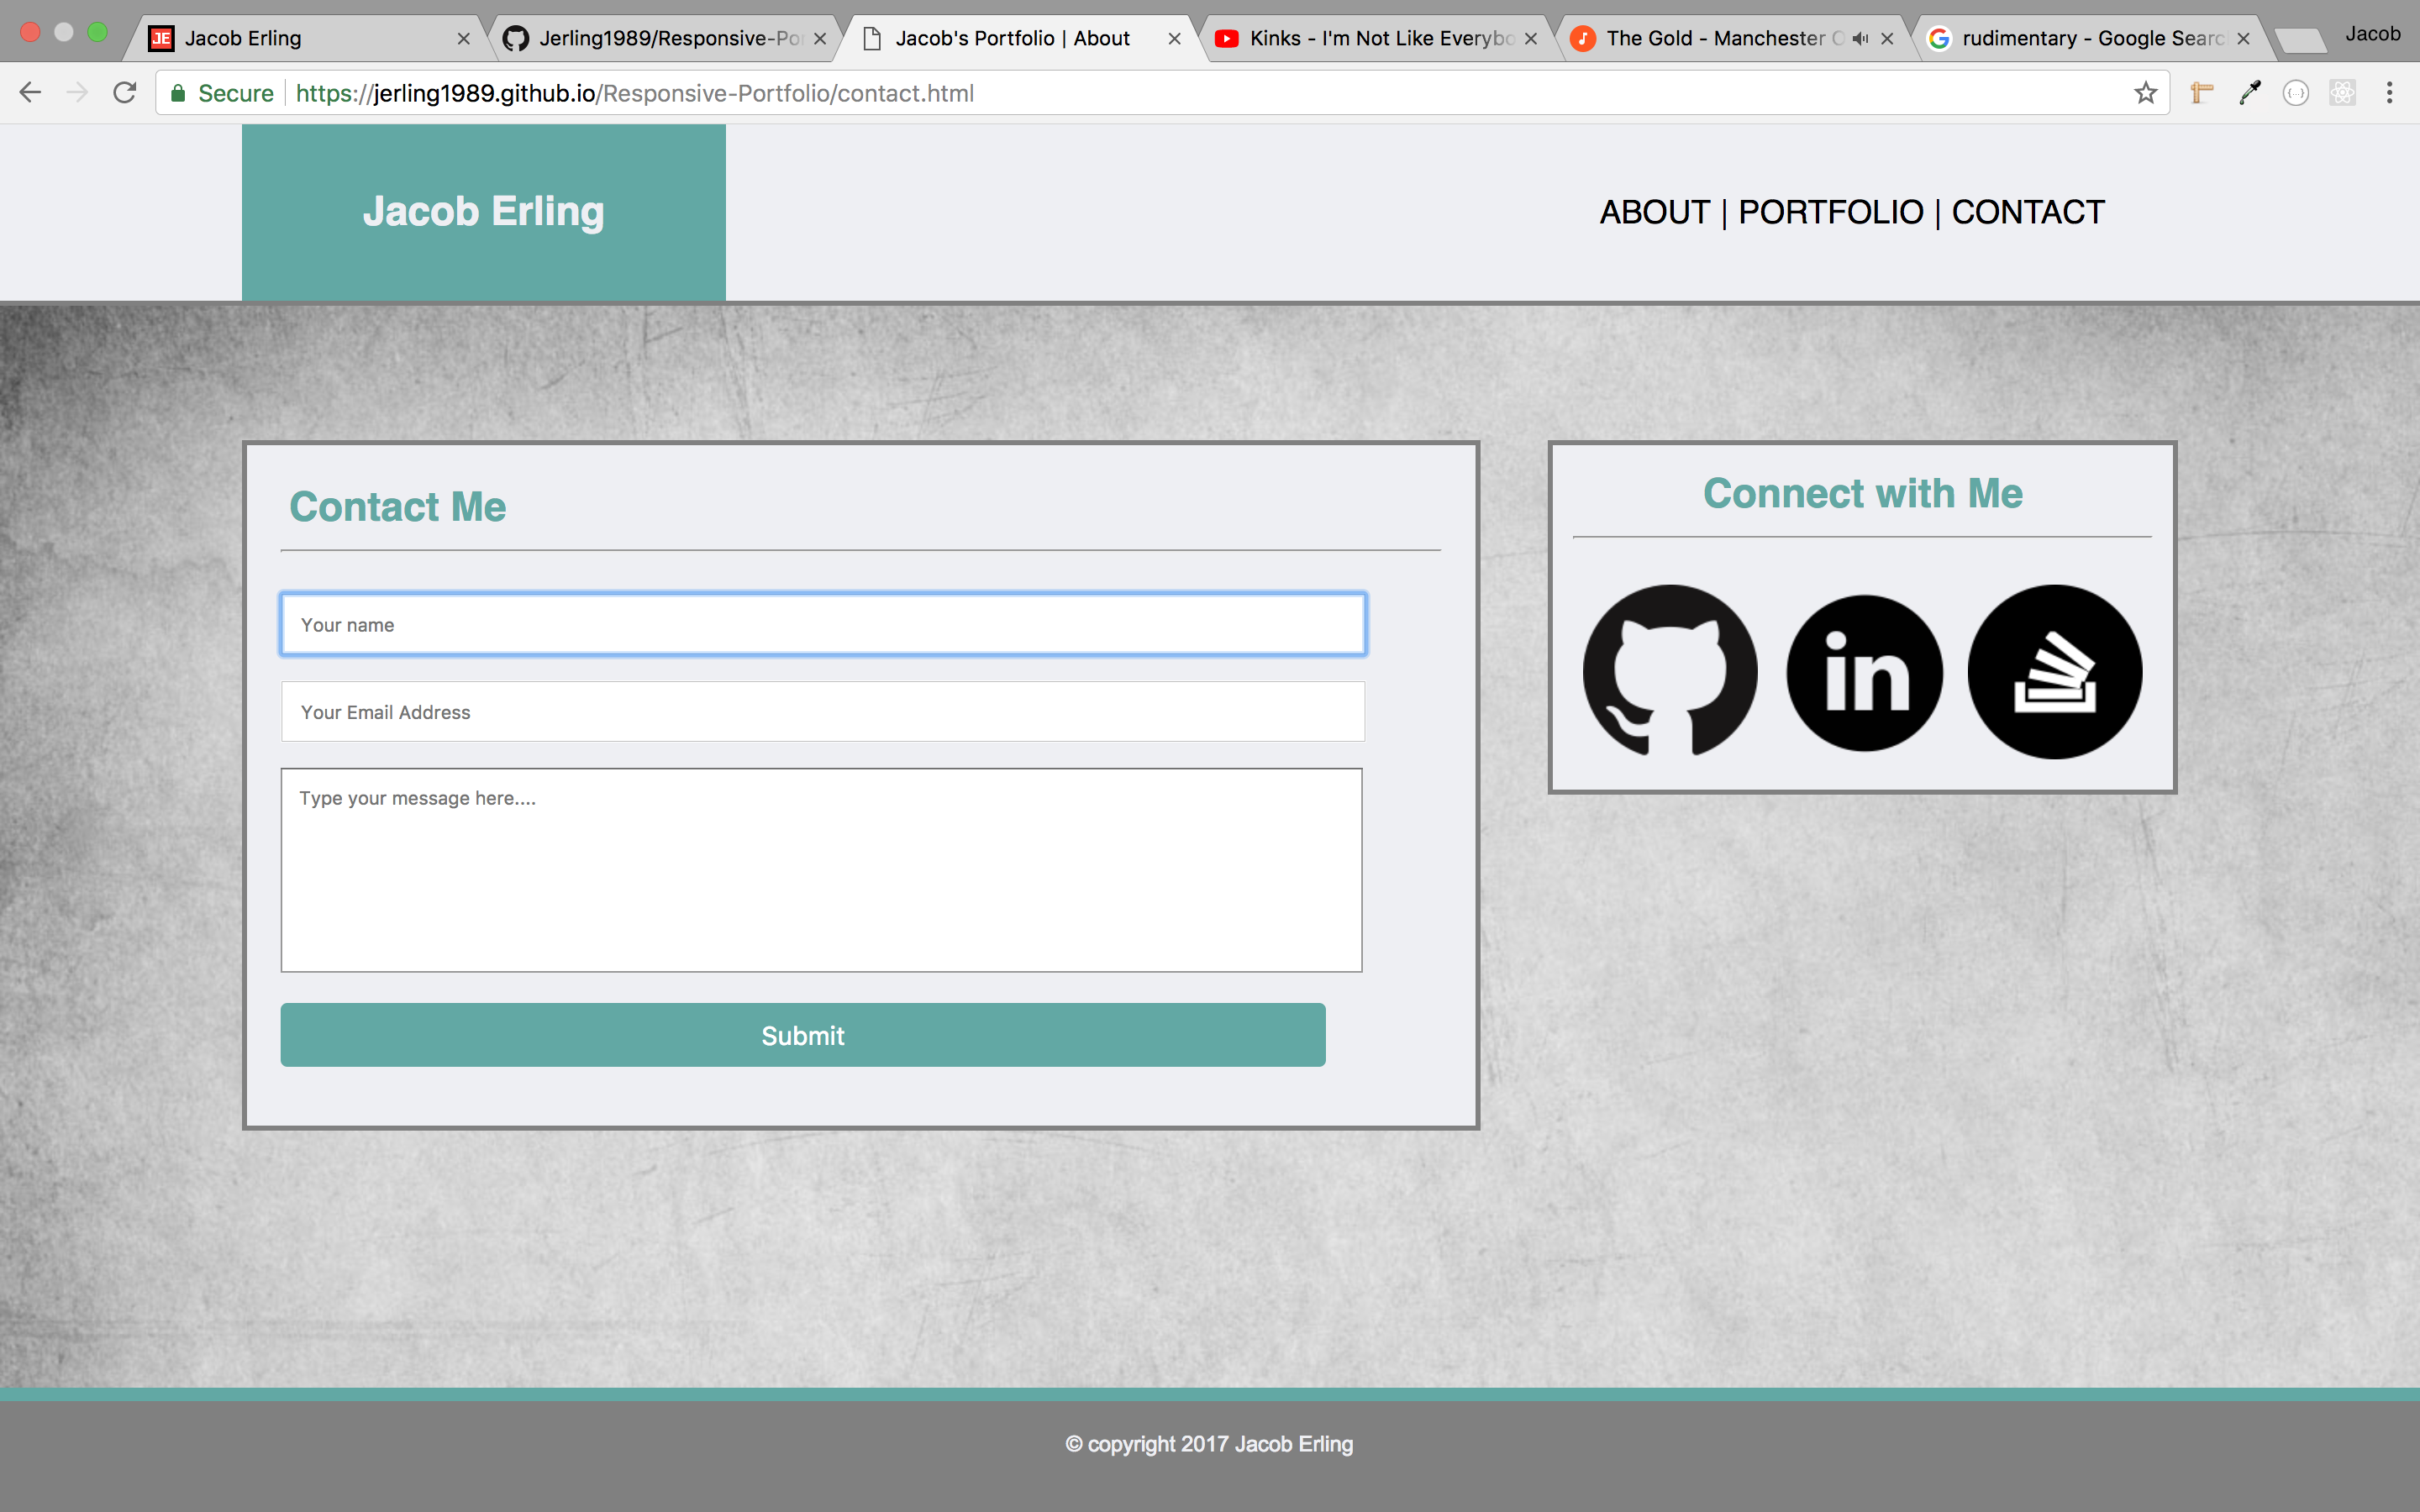 JE Jacob Erling
Jerling1989/Responsive-Po
Jacob's Portfolio | About
Kinks - I'm Not Like Everybo
The Gold - Manchester O
rudimentary - Google Searc
Jacob
Secure https://jerling1989.github.io/Responsive-Portfolio/contact.html
Jacob Erling
ABOUT | PORTFOLIO | CONTACT
Contact Me
Your name
Your Email Address
Type your message here....
Submit
Connect with Me
in
© copyright 2017 Jacob Erling